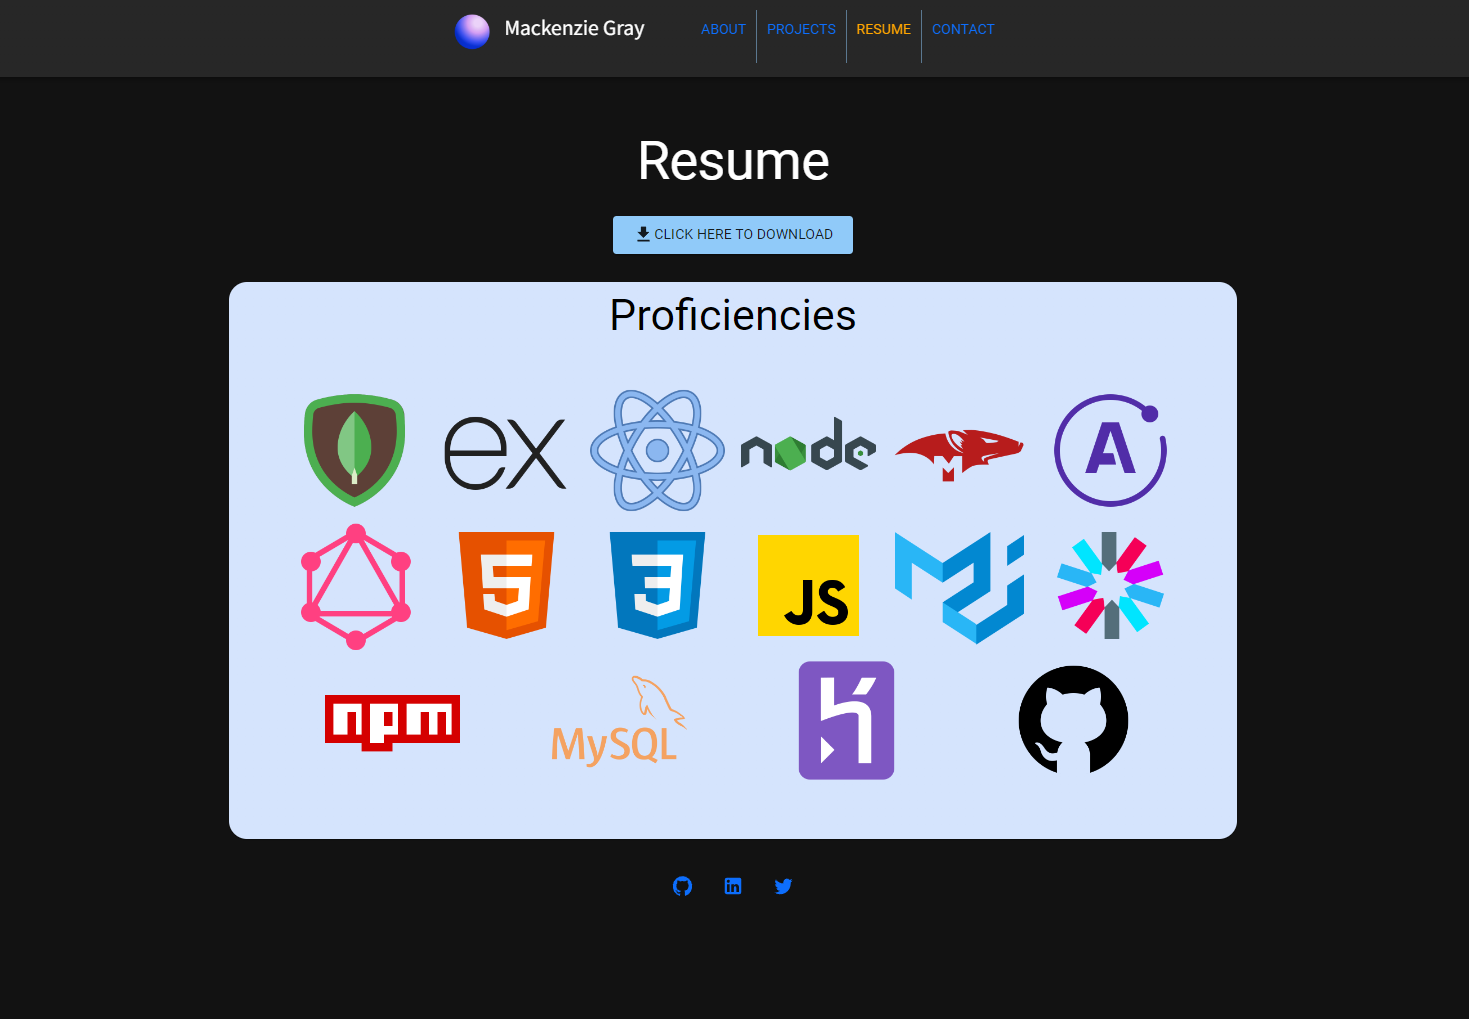 Mackenzie Gray
ABOUT
PROJECTS
RESUME
CONTACT
Resume
CLICK HERE TO DOWNLOAD
Proficiencies
ex
node
M
A
5
3
JS
npm
MySQL
in